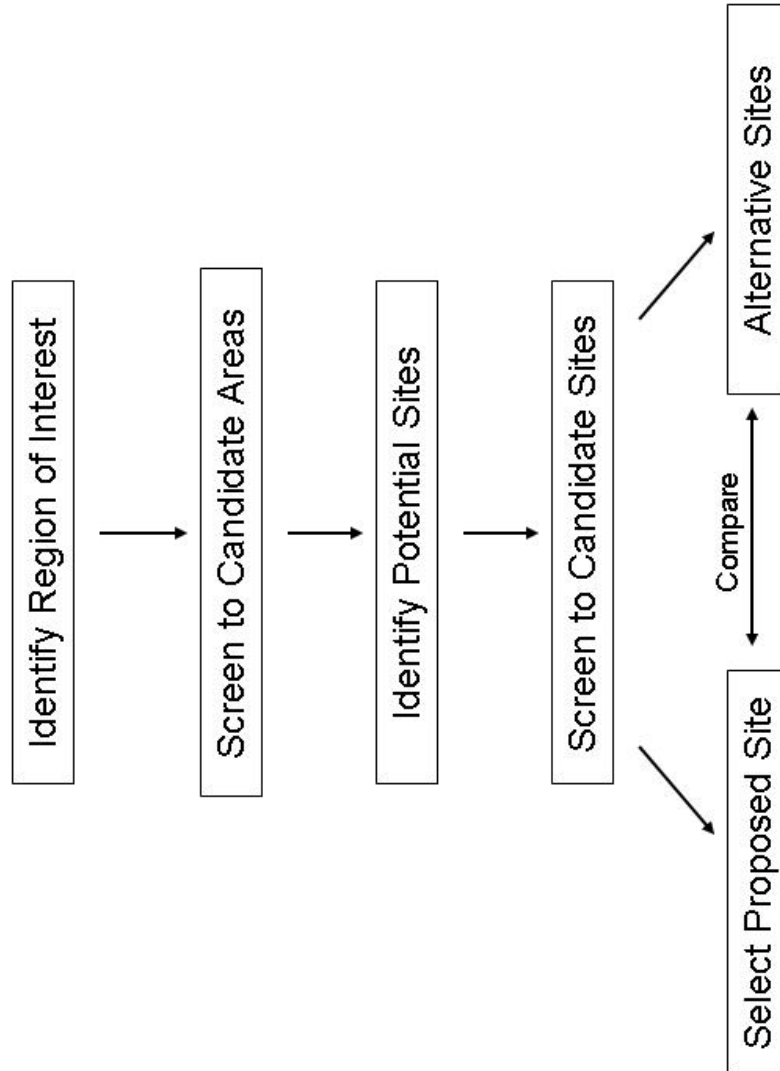 Identify Region of Interest
Screen to Candidate Areas
Identify Potential Sites
Screen to Candidate Sites
Select Proposed Site
Compare
Alternative Sites